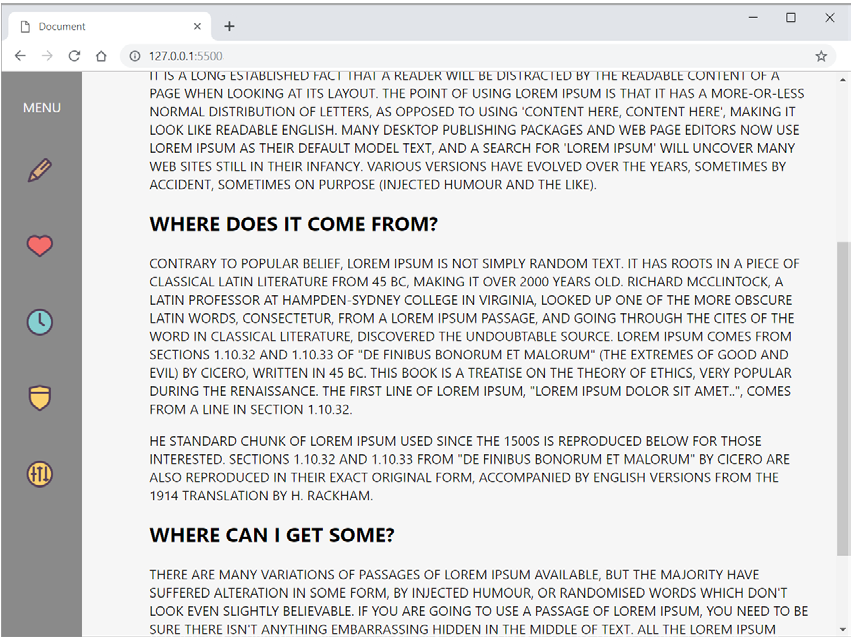 Document
127.0.0.1:5500
MENU
IT IS A LONG ESTABLISHED FACT THAT A READER WILL BE DISTRACTED BY THE READABLE CONTENT OF A
PAGE WHEN LOOKING AT ITS LAYOUT. THE POINT OF USING LOREM IPSUM IS THAT IT HAS A MORE-OR-LESS
NORMAL DISTRIBUTION OF LETTERS, AS OPPOSED TO USING 'CONTENT HERE, CONTENT HERE', MAKING IT
LOOK LIKE READABLE ENGLISH. MANY DESKTOP PUBLISHING PACKAGES AND WEB PAGE EDITORS NOW USE
LOREM IPSUM AS THEIR DEFAULT MODEL TEXT, AND A SEARCH FOR 'LOREM IPSUM' WILL UNCOVER MANY
WEB SITES STILL IN THEIR INFANCY. VARIOUS VERSIONS HAVE EVOLVED OVER THE YEARS, SOMETIMES BY
ACCIDENT, SOMETIMES ON PURPOSE (INJECTED HUMOUR AND THE LIKE).
WHERE DOES IT COME FROM?
CONTRARY TO POPULAR BELIEF, LOREM IPSUM IS NOT SIMPLY RANDOM TEXT. IT HAS ROOTS IN A PIECE OF
CLASSICAL LATIN LITERATURE FROM 45 BC, MAKING IT OVER 2000 YEARS OLD. RICHARD MCCLINTOCK, A
LATIN PROFESSOR AT HAMPDEN-SYDNEY COLLEGE IN VIRGINIA, LOOKED UP ONE OF THE MORE OBSCURE
LATIN WORDS, CONSECTETUR, FROM A LOREM IPSUM PASSAGE, AND GOING THROUGH THE CITES OF THE
WORD IN CLASSICAL LITERATURE, DISCOVERED THE UNDOUBTABLE SOURCE. LOREM IPSUM COMES FROM
SECTIONS 1.10.32 AND 1.10.33 OF "DE FINIBUS BONORUM ET MALORUM" (THE EXTREMES OF GOOD AND
EVIL) BY CICERO, WRITTEN IN 45 BC. THIS BOOK IS A TREATISE ON THE THEORY OF ETHICS, VERY POPULAR
DURING THE RENAISSANCE. THE FIRST LINE OF LOREM IPSUM, "LOREM IPSUM DOLOR SIT AMET..", COMES
FROM A LINE IN SECTION 1.10.32.
HE STANDARD CHUNK OF LOREM IPSUM USED SINCE THE 1500S IS REPRODUCED BELOW FOR THOSE
INTERESTED. SECTIONS 1.10.32 AND 1.10.33 FROM "DE FINIBUS BONORUM ET MALORUM" BY CICERO ARE
ALSO REPRODUCED IN THEIR EXACT ORIGINAL FORM, ACCOMPANIED BY ENGLISH VERSIONS FROM THE
1914 TRANSLATION BY H. RACKHAM.
WHERE CAN I GET SOME?
THERE ARE MANY VARIATIONS OF PASSAGES OF LOREM IPSUM AVAILABLE, BUT THE MAJORITY HAVE
SUFFERED ALTERATION IN SOME FORM, BY INJECTED HUMOUR, OR RANDOMISED WORDS WHICH DON'T
LOOK EVEN SLIGHTLY BELIEVABLE. IF YOU ARE GOING TO USE A PASSAGE OF LOREM IPSUM, YOU NEED TO BE
SURE THERE ISN'T ANYTHING EMBARRASSING HIDDEN IN THE MIDDLE OF TEXT. ALL THE LOREM IPSUM